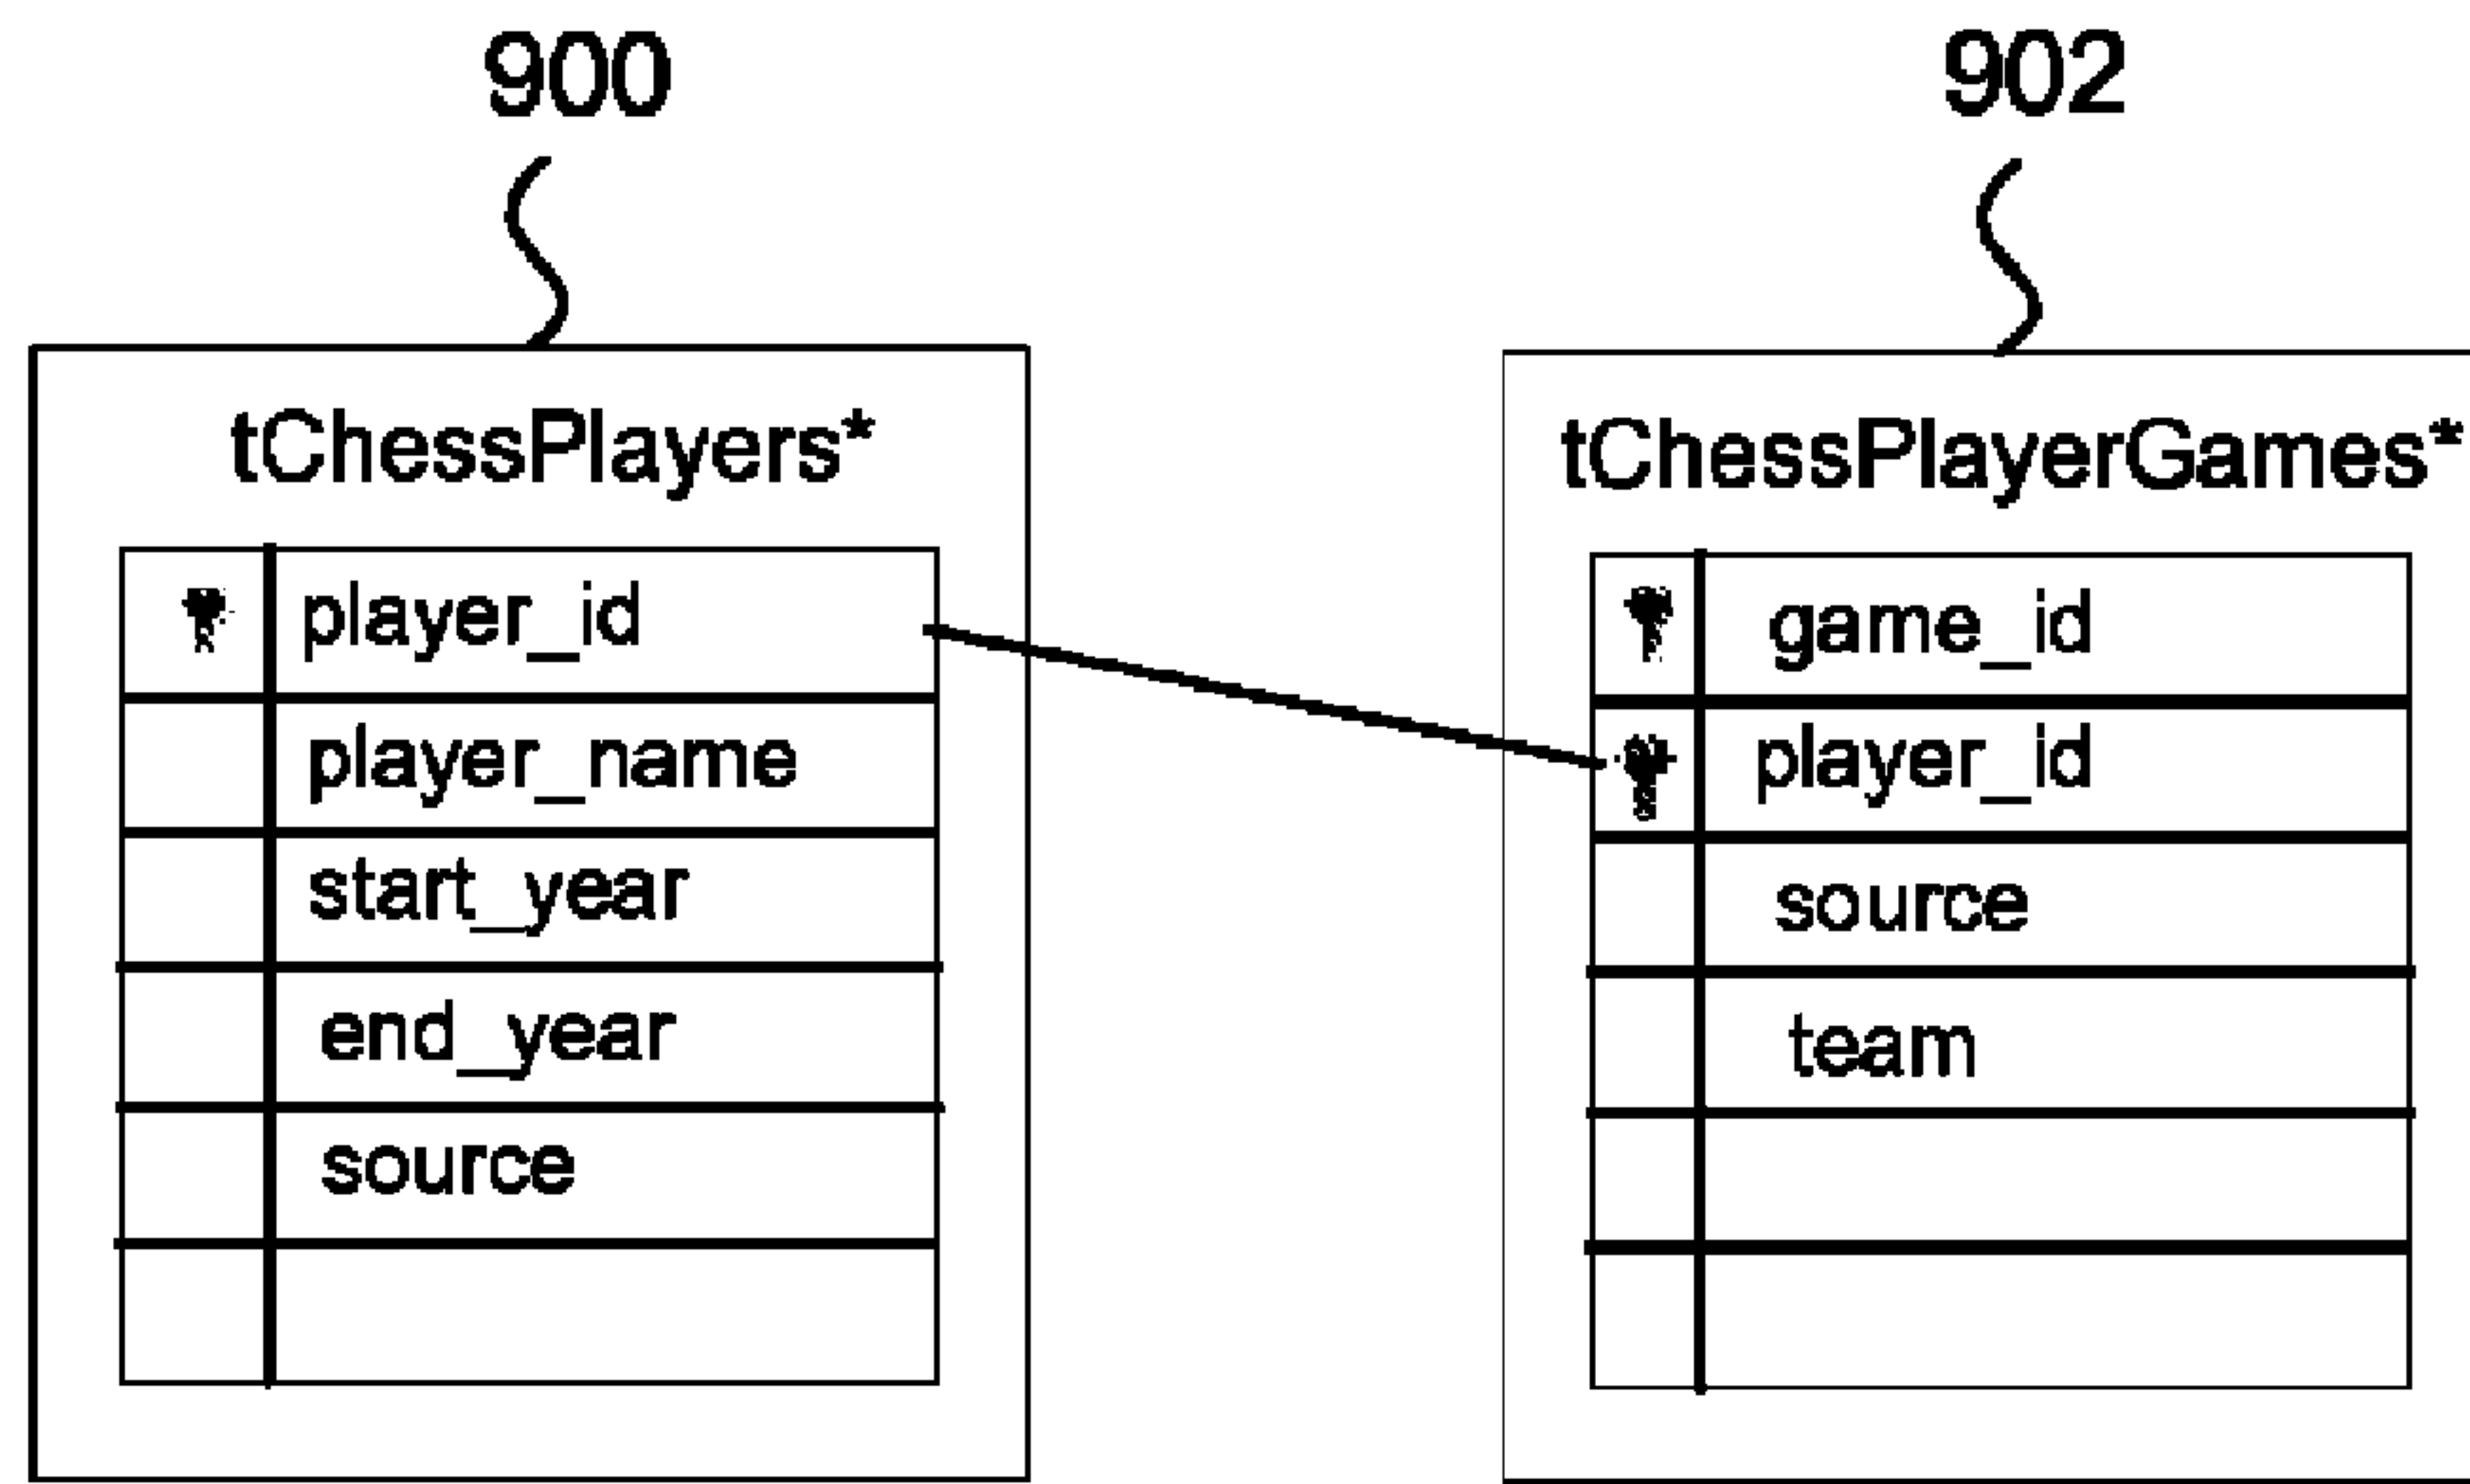 900
902
tChessPlayers*
player_id
player_name
start_year
end_year
source
tChessPlayerGames*
game_id
player_id
source
team